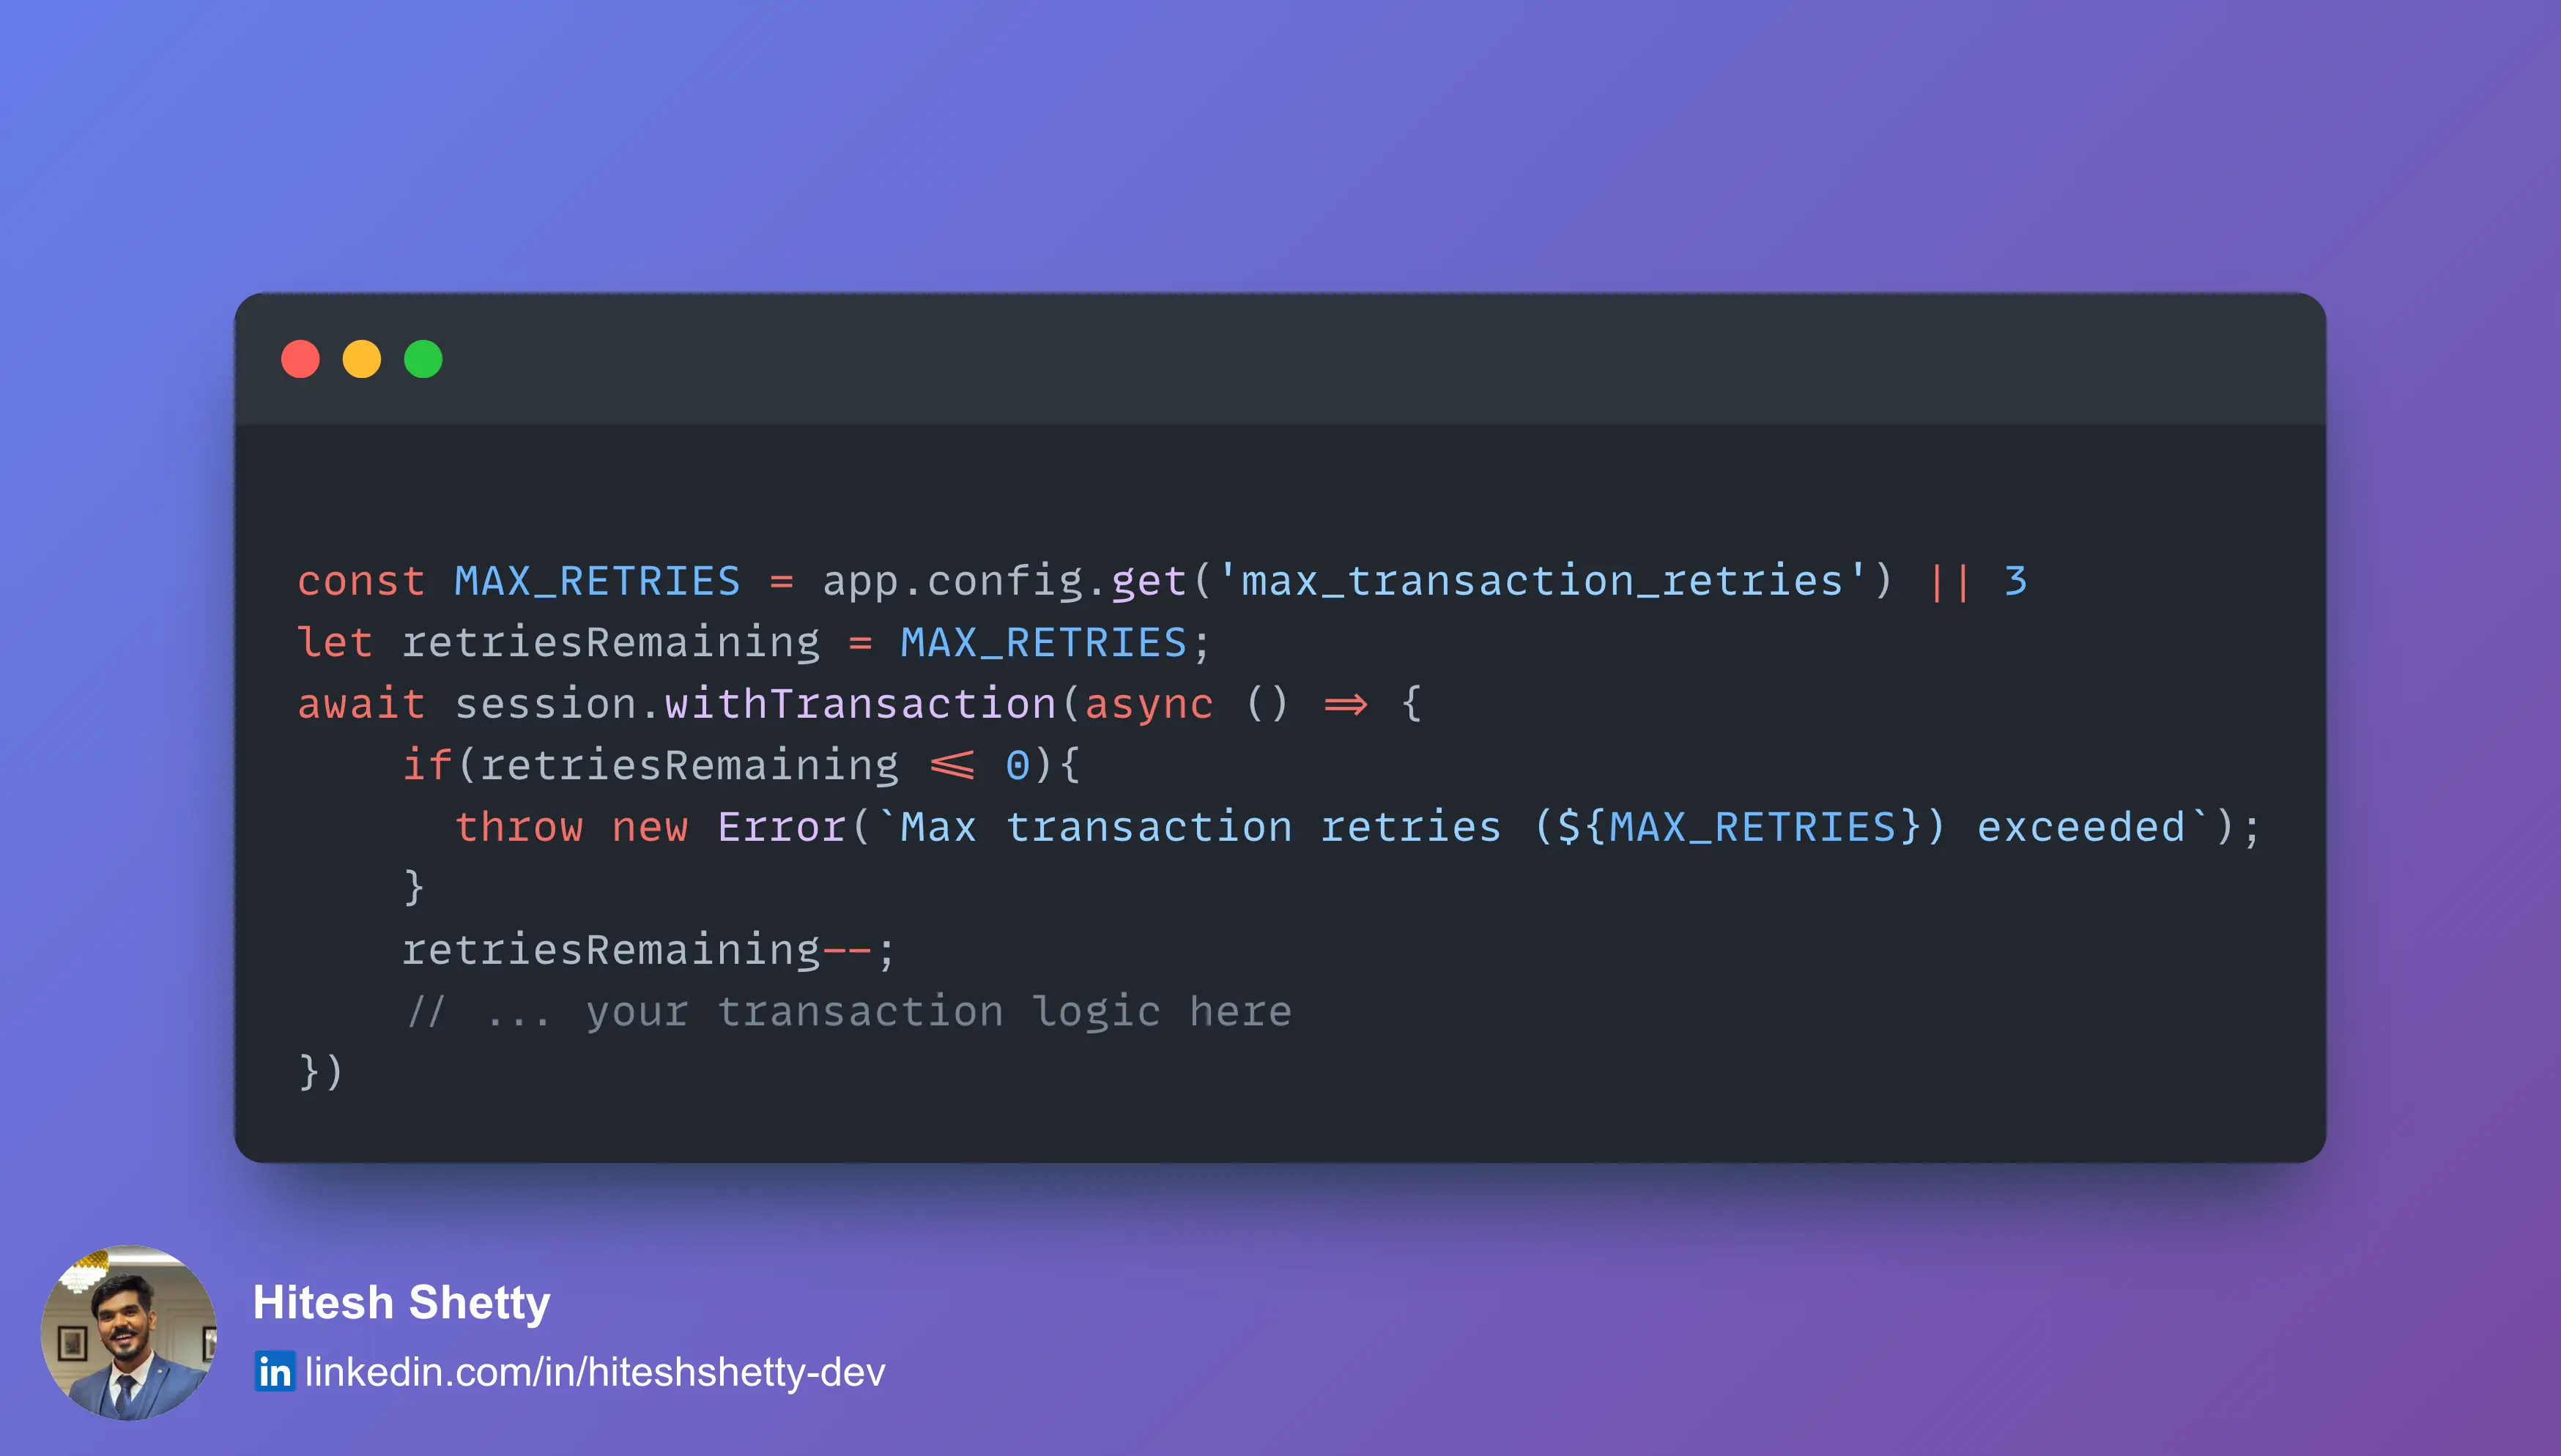 const MAX_RETRIES = app.config.get('max_transaction_retries') || 3
let retriesRemaining = MAX_RETRIES;
await session.withTransaction(async () => {
    if(retriesRemaining <= 0){
      throw new Error(`Max transaction retries (${MAX_RETRIES}) exceeded`);
    }
    retriesRemaining--;
    // ... your transaction logic here
})
Hitesh Shetty
in linkedin.com/in/hiteshshetty-dev